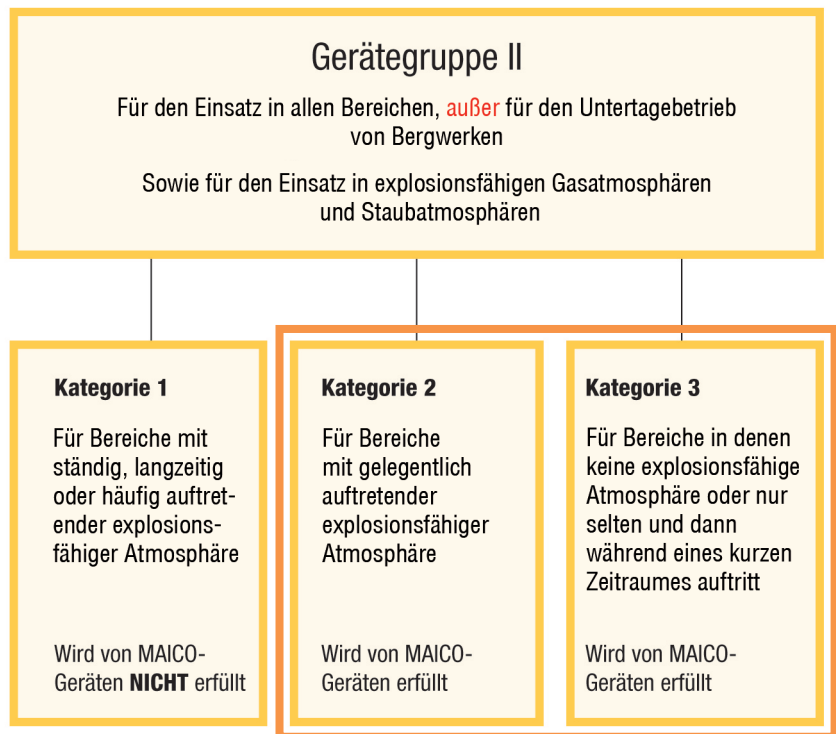 Gerätegruppe II
Für den Einsatz in allen Bereichen, außer für den Untertagebetrieb
von Bergwerken
Sowie für den Einsatz in explosionsfähigen Gasatmosphären
und Staubatmosphären
Kategorie 1
Für Bereiche mit
ständig, langzeitig
oder häufig auftret-
ender explosions-
fähiger Atmosphäre
Wird von MAICO-
Geräten NICHT erfüllt
Kategorie 2
Für Bereiche
mit gelegentlich
auftretender
explosionsfähiger
Atmosphäre
Wird von MAICO-
Geräten erfüllt
Kategorie 3
Für Bereiche in denen
keine explosionsfähige
Atmosphäre oder nur
selten und dann
während eines kurzen
Zeitraumes auftritt
Wird von MAICO-
Geräten erfüllt